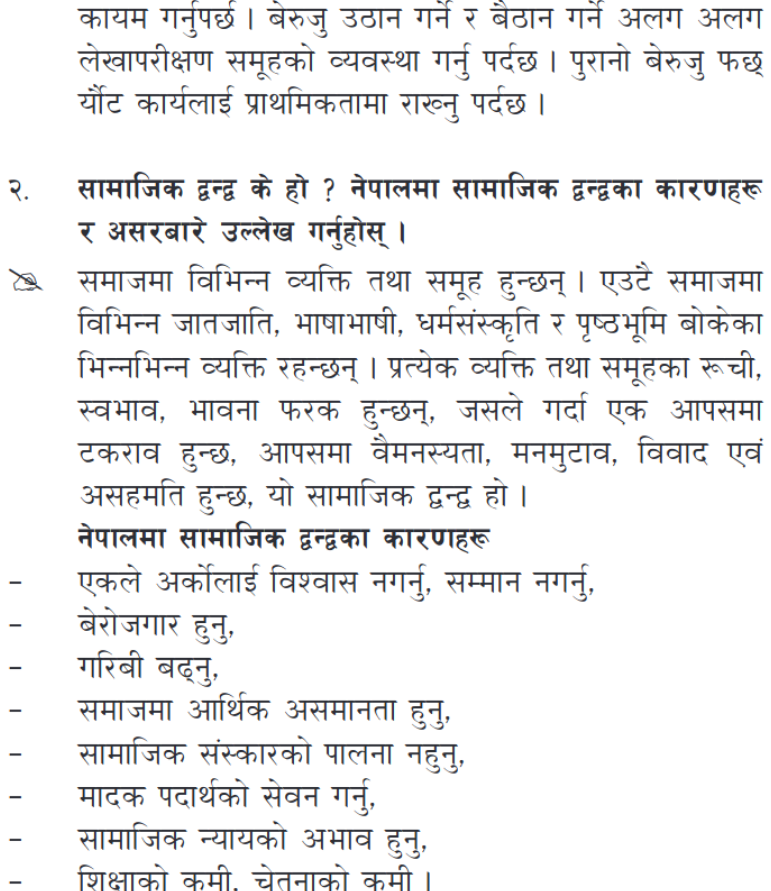 कायम गर्नुपर्छ । बेरुजु उठान गर्ने र बैठान गर्ने अलग अलग
लेखापरीक्षण समूहको व्यवस्था गर्नु पर्दछ । पुरानो बेरुजु फछ्
र्यौट कार्यलाई प्राथमिकतामा राख्नु पर्दछ ।
२. सामाजिक द्वन्द्व के हो ? नेपालमा सामाजिक द्वन्द्वका कारणहरू
र असरबारे उल्लेख गर्नुहोस् ।
समाजमा विभिन्न व्यक्ति तथा समूह हुन्छन् । एउटै समाजमा
विभिन्न जातजाति, भाषाभाषी, धर्मसंस्कृति र पृष्ठभूमि बोकेका
भिन्नभिन्न व्यक्ति रहन्छन् । प्रत्येक व्यक्ति तथा समूहका रूची,
स्वभाव, भावना फरक हुन्छन्, जसले गर्दा एक आपसमा
टकराव हुन्छ, आपसमा वैमनस्यता, मनमुटाव, विवाद एवं
असहमति हुन्छ, यो सामाजिक द्वन्द्व हो ।
नेपालमा सामाजिक द्वन्द्वका कारणहरू
– एकले अर्कोलाई विश्वास नगर्नु, सम्मान नगर्नु,
– बेरोजगार हुनु,
– गरिबी बढ्नु,
– समाजमा आर्थिक असमानता हुनु,
– सामाजिक संस्कारको पालना नहुनु,
– मादक पदार्थको सेवन गर्नु,
– सामाजिक न्यायको अभाव हुनु,
– शिक्षाको कमी, चेतनाको कमी ।